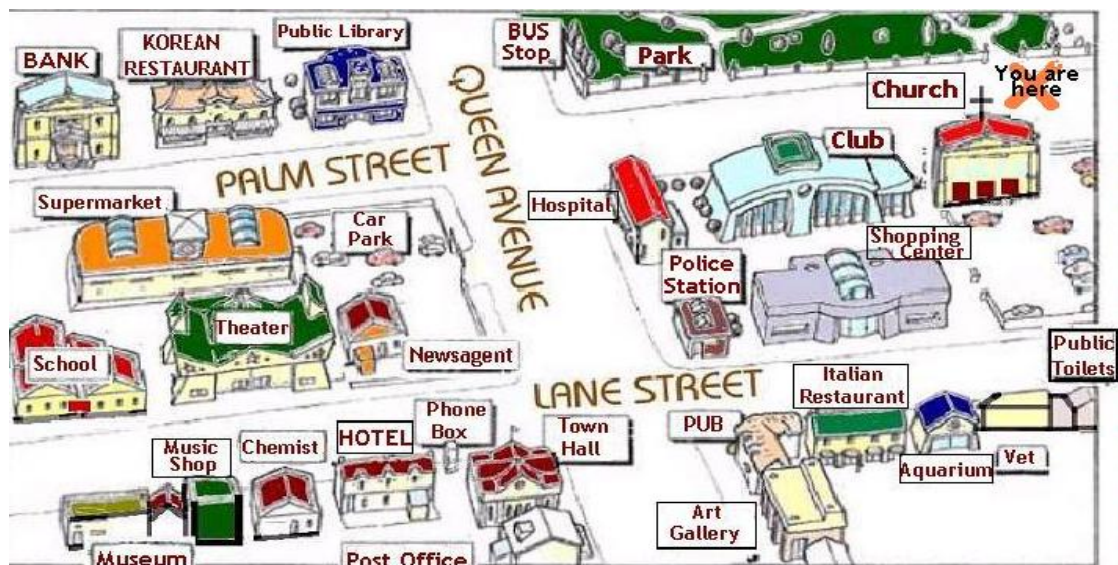 BANK
KOREAN
RESTAURANT
Public Library
BUS
Stop
Park
Church
You are
here
QUEEN AVENUE
PALM STREET
Club
Supermarket
Car
Park
Hospital
Shopping
Center
Police
Station
Theater
School
Newsagent
Public
Toilets
LANE STREET
Italian
Restaurant
PUB
Phone
Box
Town
Hall
HOTEL
Music
Shop
Chemist
Aquarium
Vet
Art
Gallery
Museum
Post Office